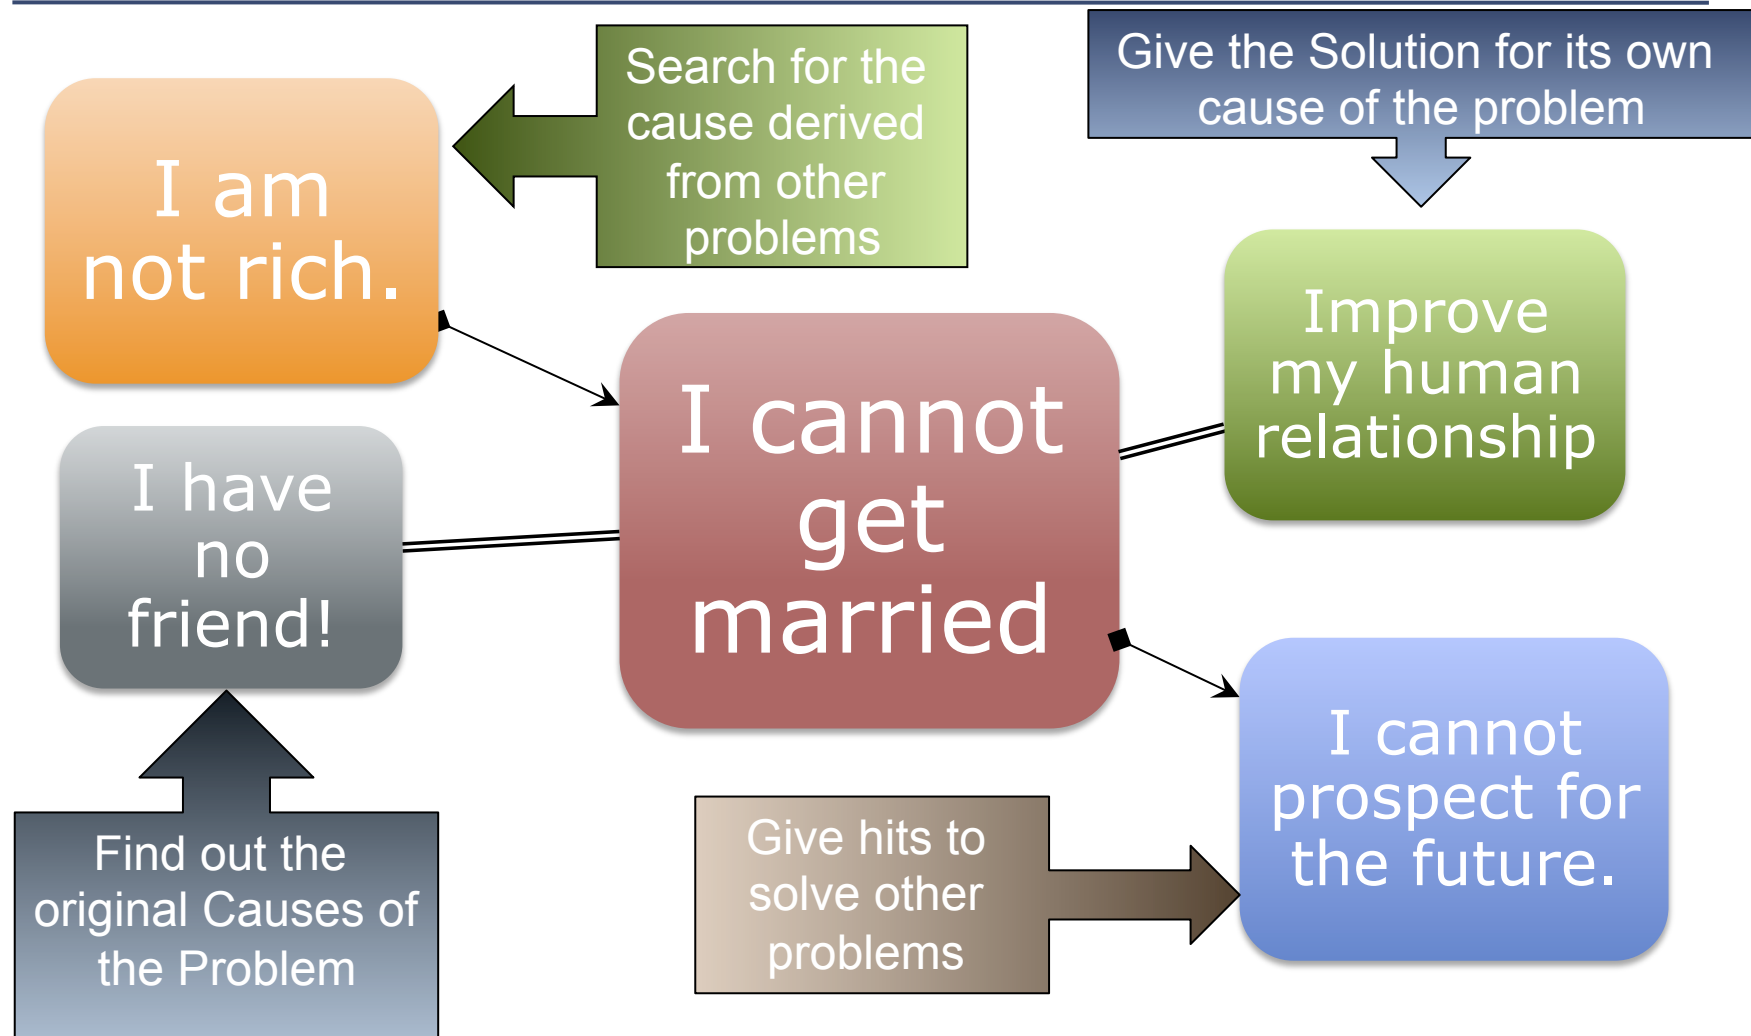 I am
not rich.
Search for the
cause derived
from other
problems
Give the Solution for its own
cause of the problem
I have
no
friend!
I cannot
get
married
Improve
my human
relationship
Find out the
original Causes of
the Problem
Give hits to
solve other
problems
I cannot
prospect for
the future.